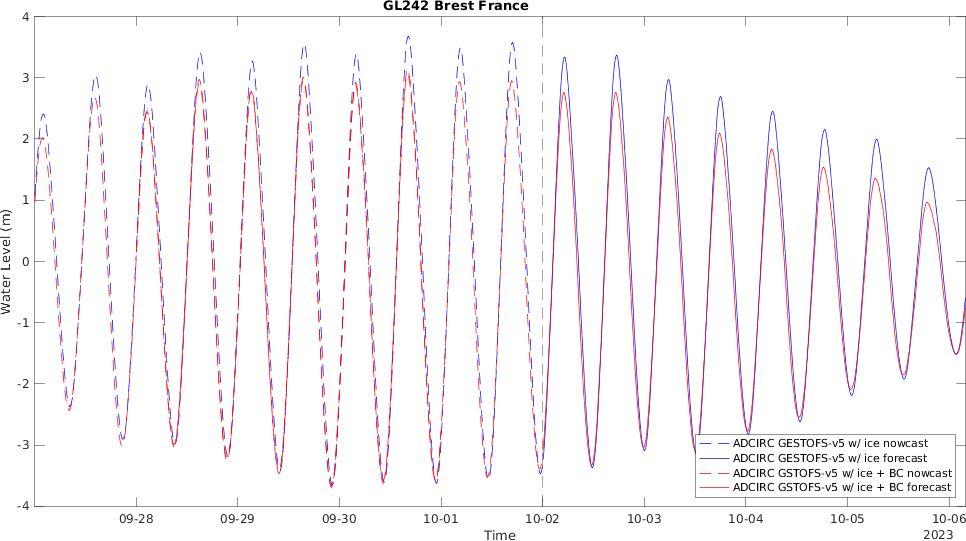 GL242 Brest France
4
3
2
1
0
-1
-2
-3
-4
Water Level (m)
ADCIRC GESTOFS-v5 w/ ice nowcast
ADCIRC GESTOFS-v5 w/ ice forecast
ADCIRC GSTOFS-v5 w/ ice + BC nowcast
ADCIRC GSTOFS-v5 w/ ice + BC forecast
09-28 09-29 09-30 10-01 10-02 10-03 10-04 10-05 10-06
Time
2023